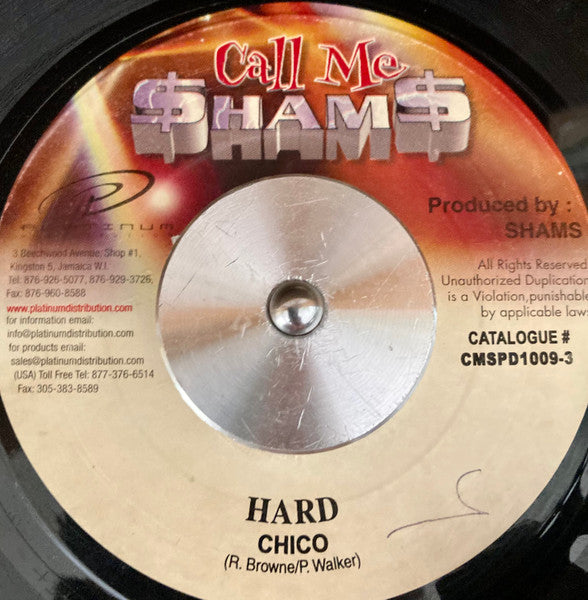 Call Me
$HAM$
PLATINUM
3 Beechwood Avenue, Shop #1,
Kingston 5, Jamaica W.I.
Tel: 876-926-5077, 876-929-3726,
Fax: 876-960-8588
www.platinumdistribution.com
for information email:
info@platinumdistribution.com
for products email:
sales@platinumdistribution.com
(USA) Toll Free Tel: 877-376-6514
Fax: 305-383-8589
Produced by :
SHAMS
All Rights Reserved
Unauthorized Duplication
is a Violation,punishable
by applicable laws
CATALOGUE #
CMSPD1009-3
HARD
CHICO
(R. Browne/P. Walker)